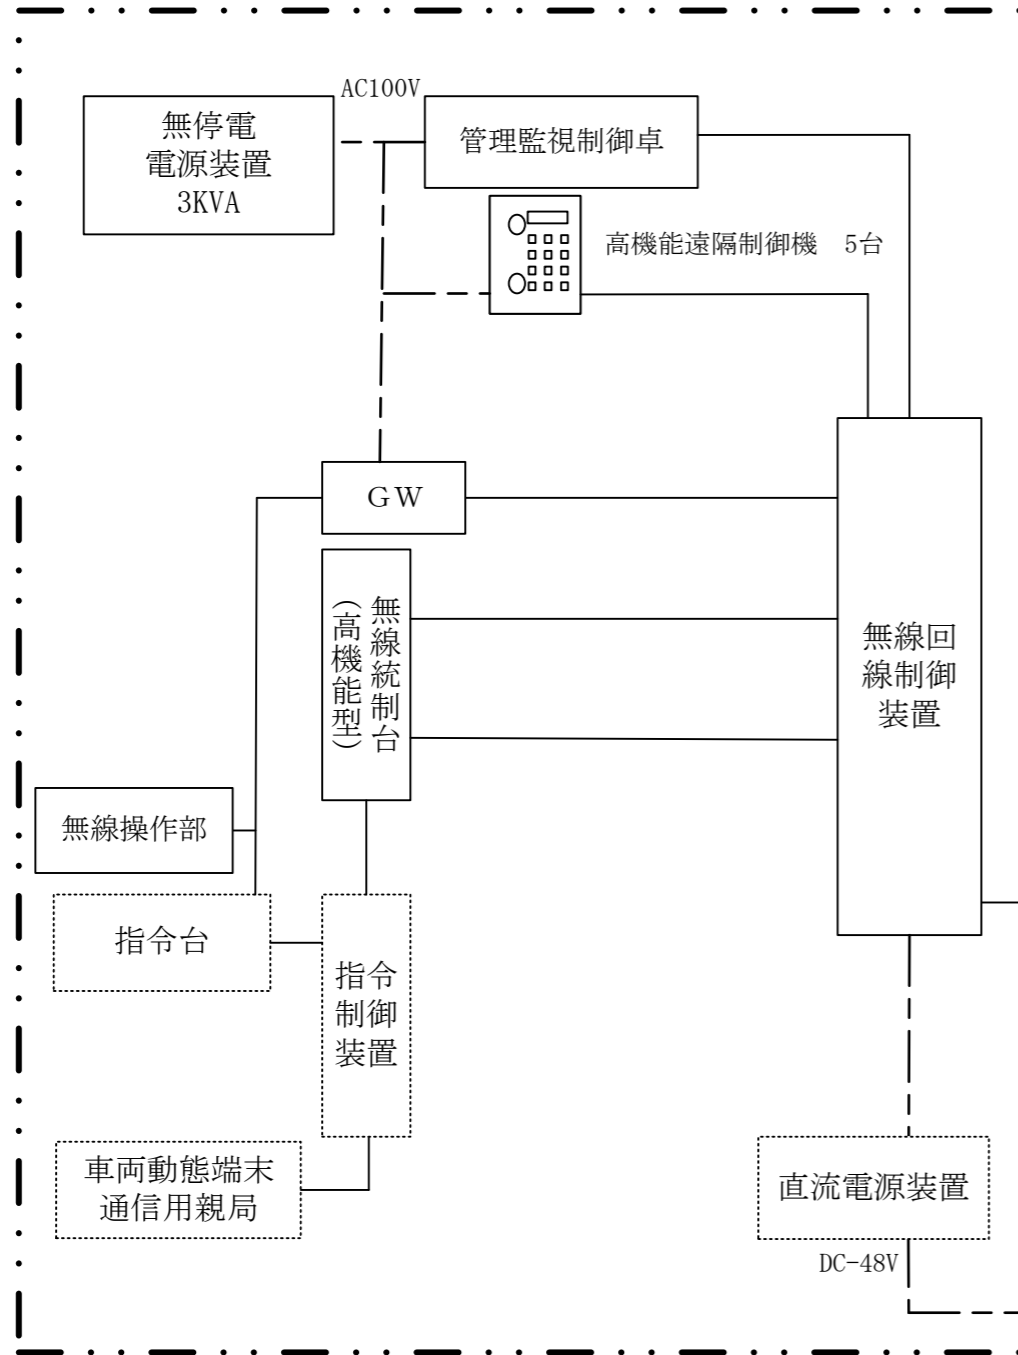 AC100V
無停電
電源装置
3KVA
管理監視制御卓
高機能遠隔制御機　5台
GW
無線統制台
(高機能型)
無線回
線制御
装置
無線操作部
指令台
指令
制御
装置
車両動態端末
通信用親局
直流電源装置
DC-48V